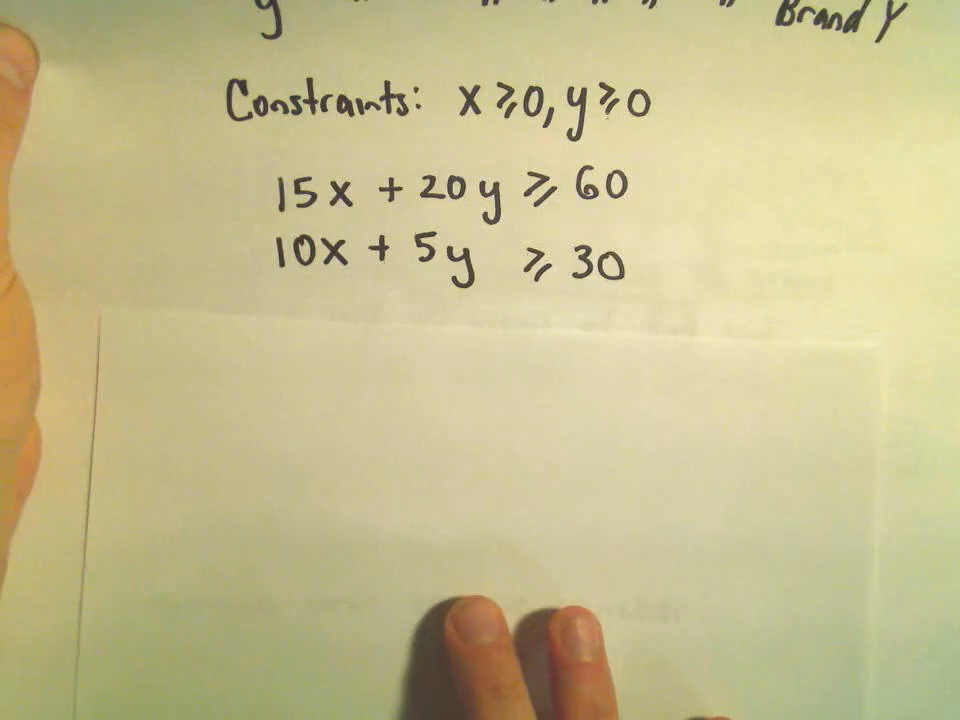 y " " " " " " Brand Y
Constraints: x ⩾ 0, y ⩾ 0
15x + 20y ⩾ 60
10x + 5y ⩾ 30